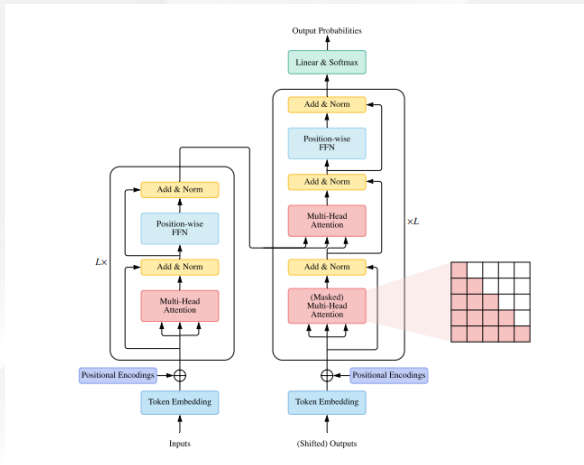 Output Probabilities
Linear & Softmax
Add & Norm
Position-wise
FFN
Add & Norm
Multi-Head
Attention
×L
Add & Norm
(Masked)
Multi-Head
Attention
Positional Encodings
Token Embedding
(Shifted) Outputs
Add & Norm
Position-wise
FFN
L×
Add & Norm
Multi-Head
Attention
Positional Encodings
Token Embedding
Inputs